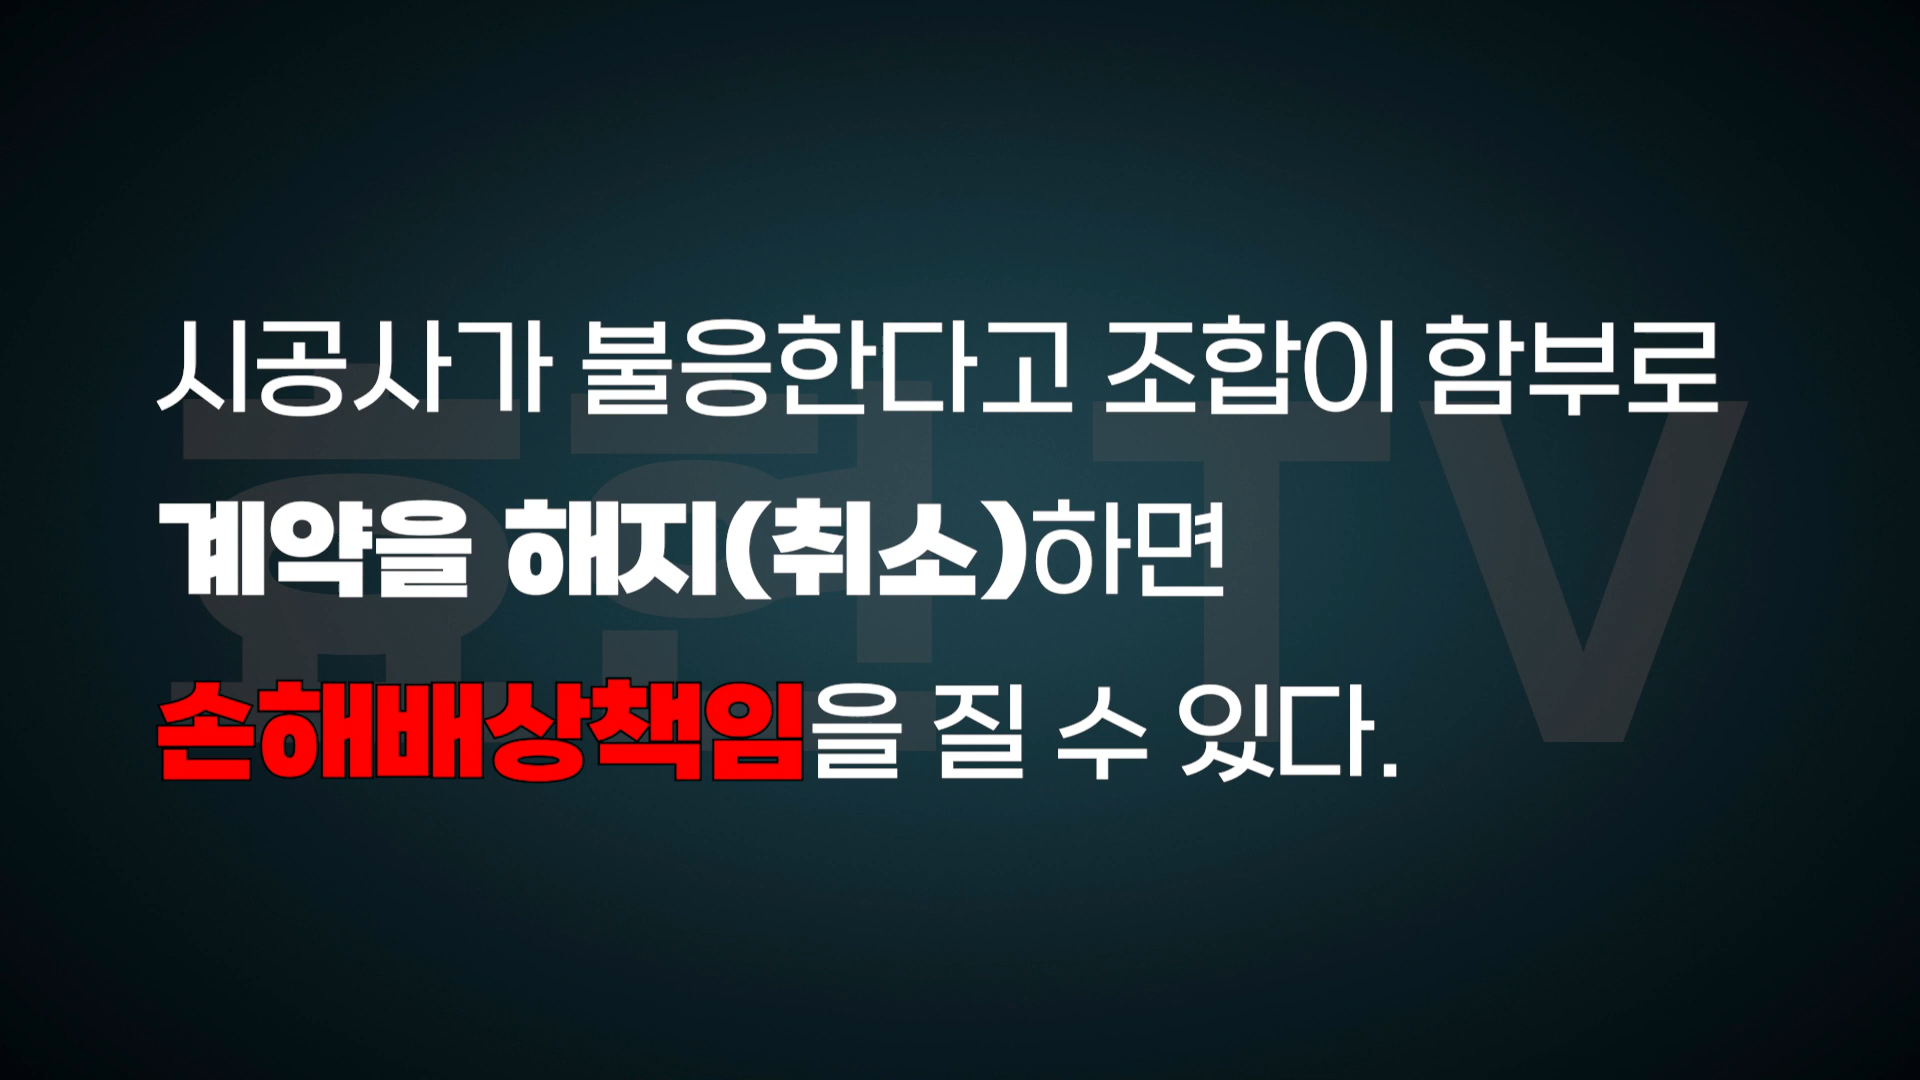 시공사가 불응한다고 조합이 함부로
계약을 해지(취소)하면
손해배상책임을 질 수 있다.
TV